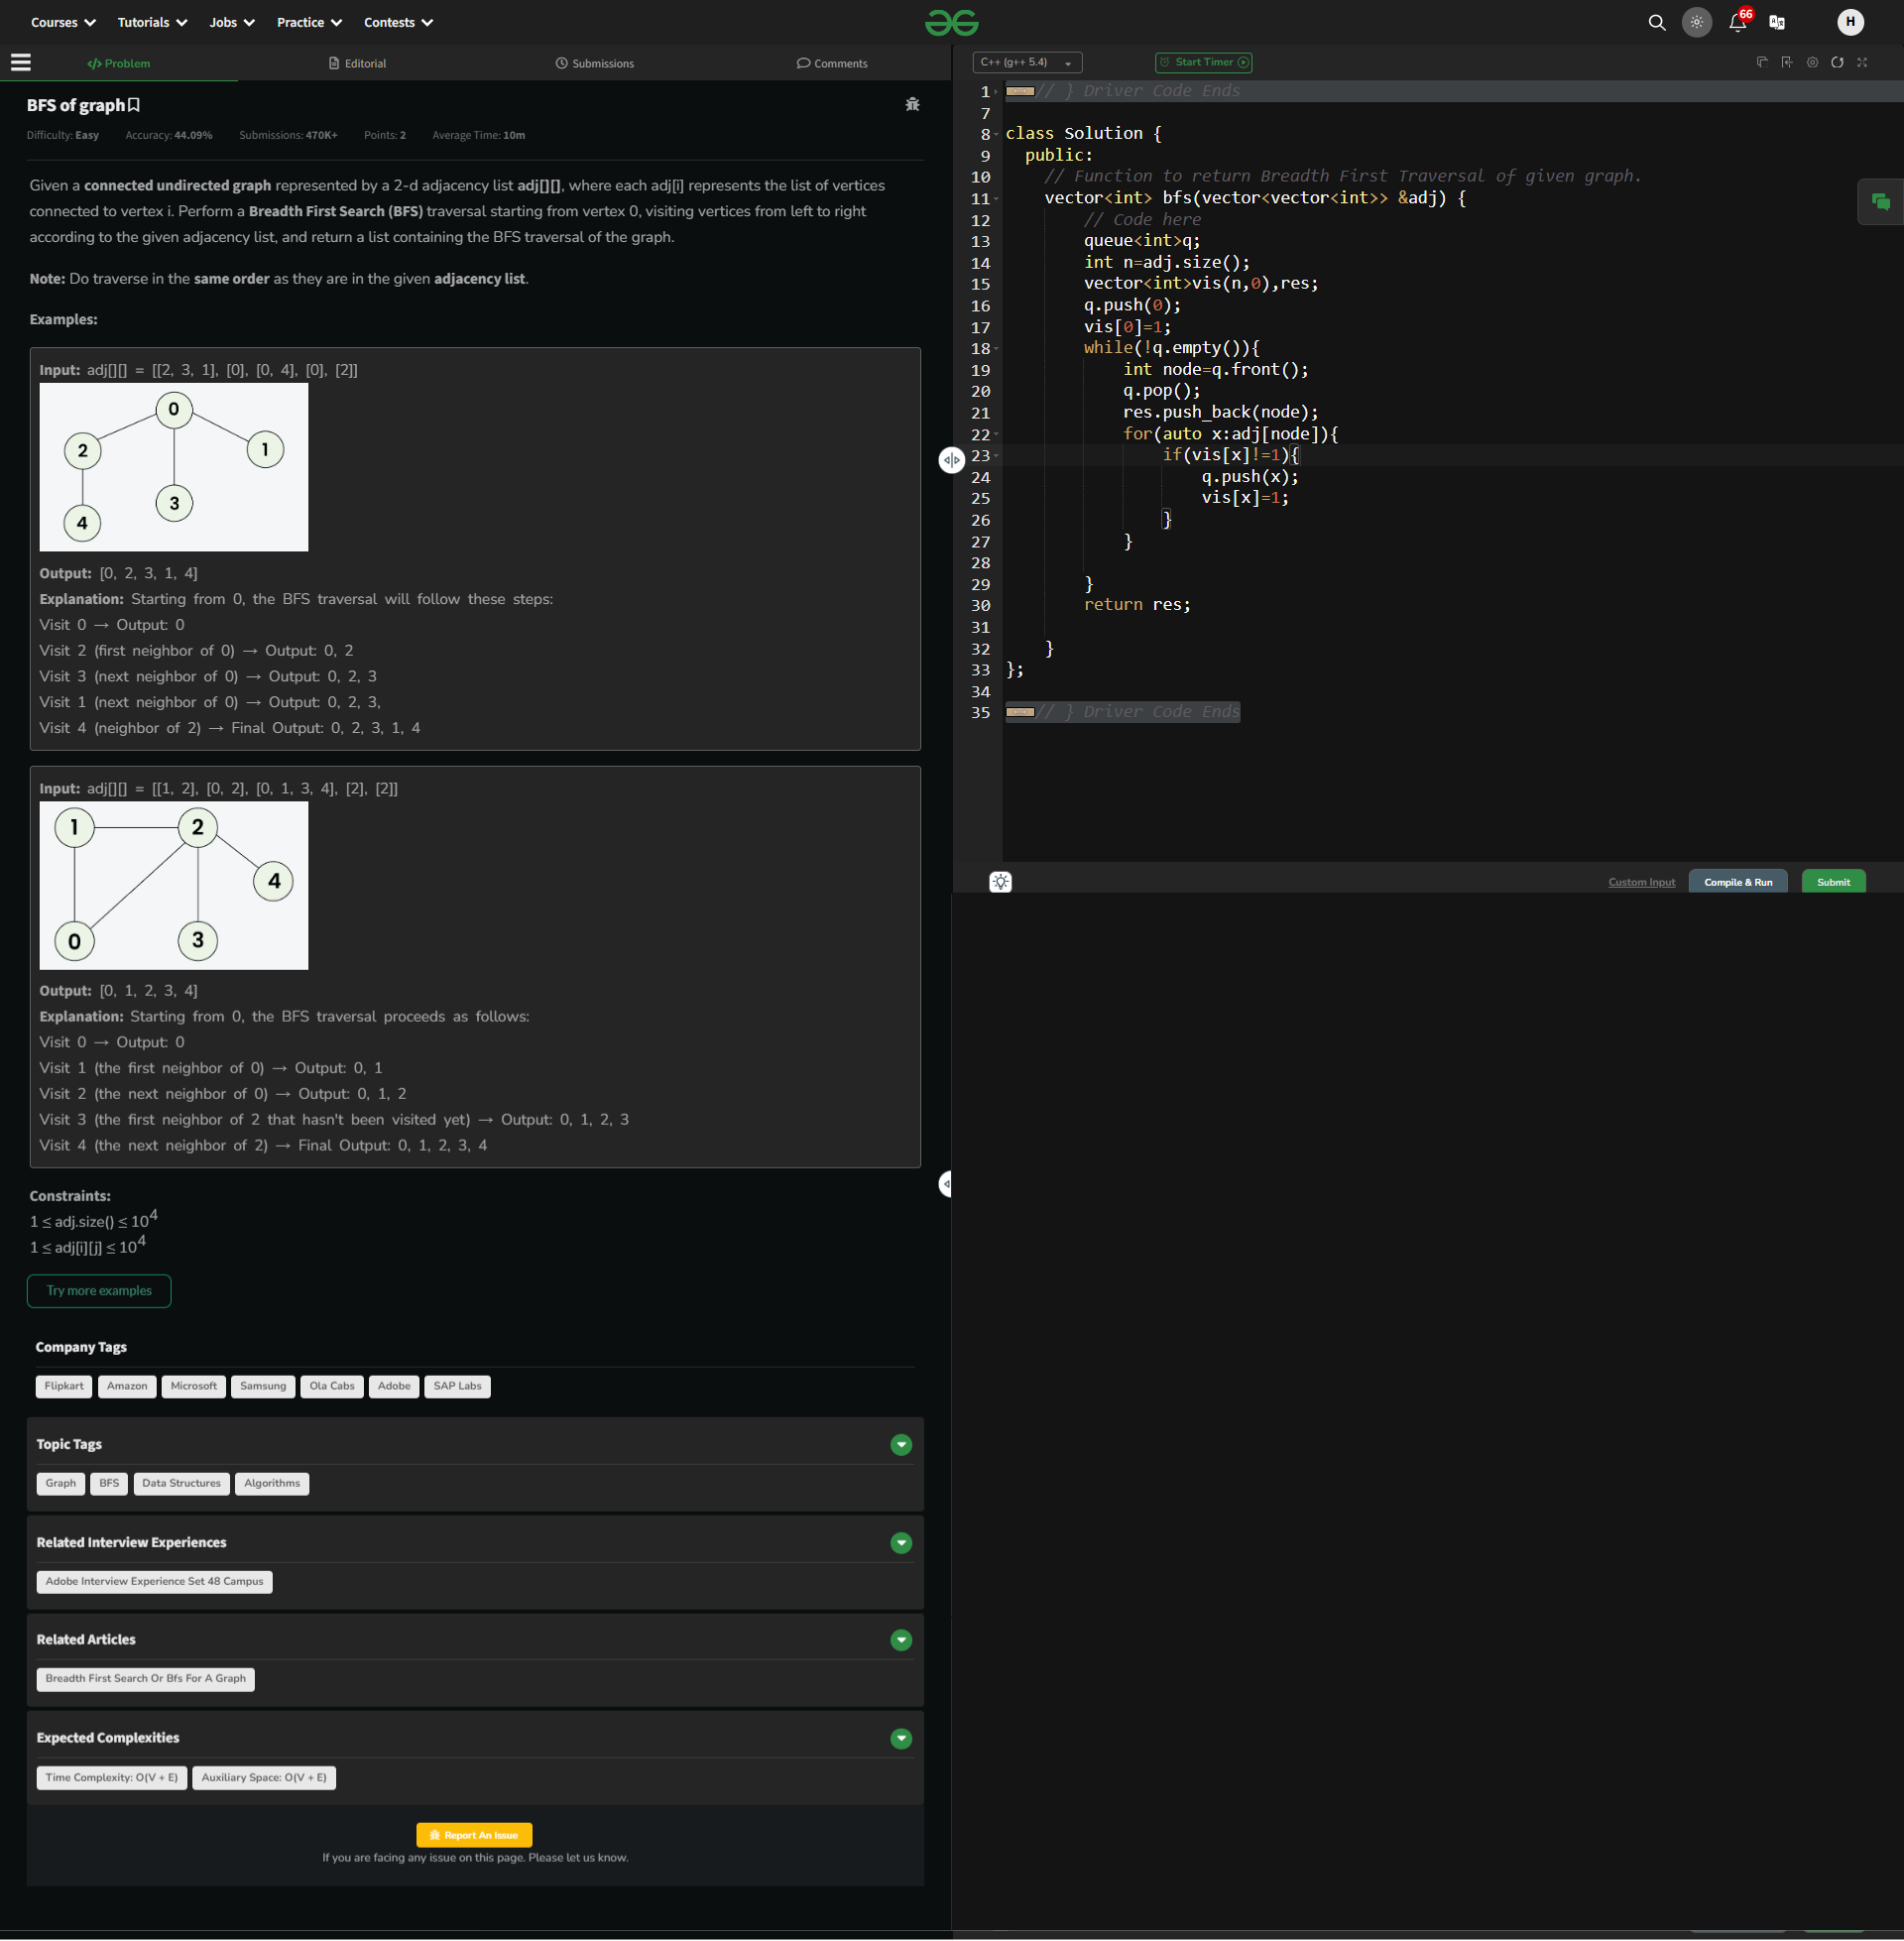 Courses Tutorials Jobs Practice Contests 66 H
Problem Editorial Submissions Comments
BFS of graph
Difficulty: Easy Accuracy: 44.09% Submissions: 470K+ Points: 2 Average Time: 10m
Given a connected undirected graph represented by a 2-d adjacency list adj[][], where each adj[i] represents the list of vertices
connected to vertex i. Perform a Breadth First Search (BFS) traversal starting from vertex 0, visiting vertices from left to right
according to the given adjacency list, and return a list containing the BFS traversal of the graph.
Note: Do traverse in the same order as they are in the given adjacency list.
Examples:
Input: adj[][] = [[2, 3, 1], [0], [0, 4], [0], [2]]
0
2
1
3
4
Output: [0, 2, 3, 1, 4]
Explanation: Starting from 0, the BFS traversal will follow these steps:
Visit 0 → Output: 0
Visit 2 (first neighbor of 0) → Output: 0, 2
Visit 3 (next neighbor of 0) → Output: 0, 2, 3
Visit 1 (next neighbor of 0) → Output: 0, 2, 3,
Visit 4 (neighbor of 2) → Final Output: 0, 2, 3, 1, 4
Input: adj[][] = [[1, 2], [0, 2], [0, 1, 3, 4], [2], [2]]
1 2
4
0 3
Output: [0, 1, 2, 3, 4]
Explanation: Starting from 0, the BFS traversal proceeds as follows:
Visit 0 → Output: 0
Visit 1 (the first neighbor of 0) → Output: 0, 1
Visit 2 (the next neighbor of 0) → Output: 0, 1, 2
Visit 3 (the first neighbor of 2 that hasn't been visited yet) → Output: 0, 1, 2, 3
Visit 4 (the next neighbor of 2) → Final Output: 0, 1, 2, 3, 4
Constraints:
1 ≤ adj.size() ≤ 10^4
1 ≤ adj[i][j] ≤ 10^4
Try more examples
Company Tags
Flipkart Amazon Microsoft Samsung Ola Cabs Adobe SAP Labs
Topic Tags
Graph BFS Data Structures Algorithms
Related Interview Experiences
Adobe Interview Experience Set 48 Campus
Related Articles
Breadth First Search Or Bfs For A Graph
Expected Complexities
Time Complexity: O(V + E) Auxiliary Space: O(V + E)
Report An Issue
If you are facing any issue on this page. Please let us know.
C++ (g++ 5.4) Start Timer
1 // } Driver Code Ends
7
8 class Solution {
9 public:
10 // Function to return Breadth First Traversal of given graph.
11 vector<int> bfs(vector<vector<int>> &adj) {
12 // Code here
13 queue<int>q;
14 int n=adj.size();
15 vector<int>vis(n,0),res;
16 q.push(0);
17 vis[0]=1;
18 while(!q.empty()){
19 int node=q.front();
20 q.pop();
21 res.push_back(node);
22 for(auto x:adj[node]){
23 if(vis[x]!=1){
24 q.push(x);
25 vis[x]=1;
26 }
27 }
28
29 }
30 return res;
31
32 }
33 };
34
35 // } Driver Code Ends
Custom Input Compile & Run Submit